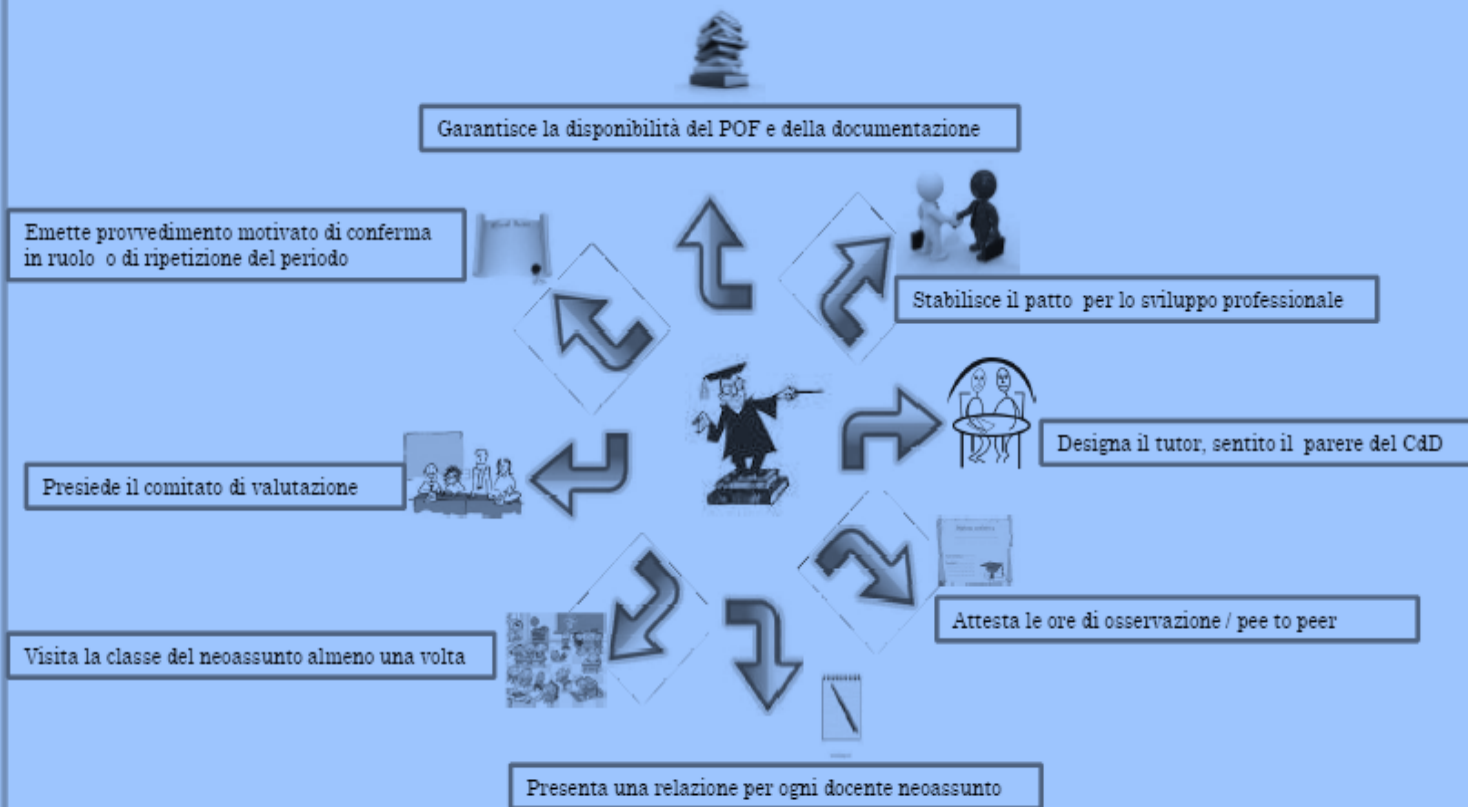 Garantisce la disponibilità del POF e della documentazione
Emette provvedimento motivato di conferma
in ruolo o di ripetizione del periodo
Stabilisce il patto per lo sviluppo professionale
Designa il tutor, sentito il parere del CdD
Presiede il comitato di valutazione
Attesta le ore di osservazione / pee to peer
Visita la classe del neoassunto almeno una volta
Presenta una relazione per ogni docente neoassunto